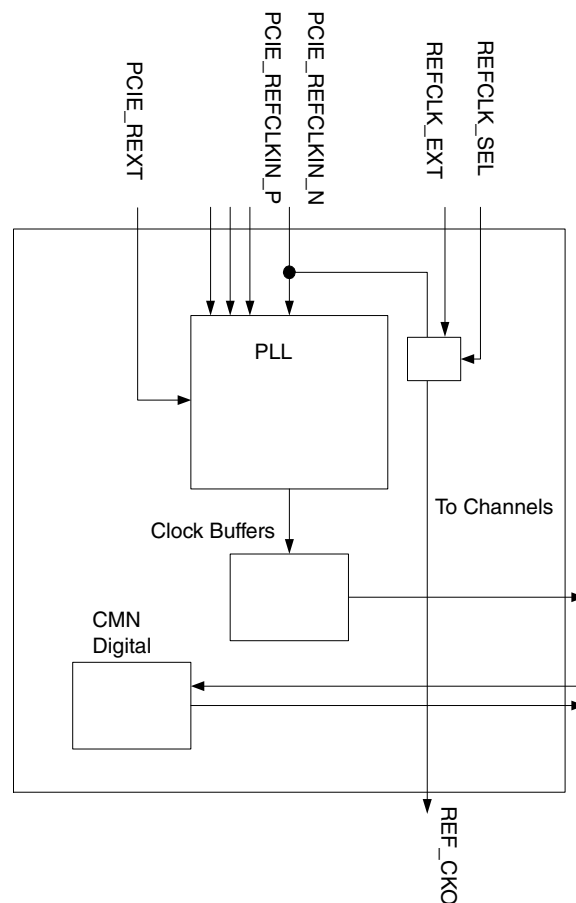 PCIE_REXT
PCIE_REFCLKIN_P
PCIE_REFCLKIN_N
REFCLK_EXT
REFCLK_SEL
PLL
To Channels
Clock Buffers
CMN
Digital
REF_CKO